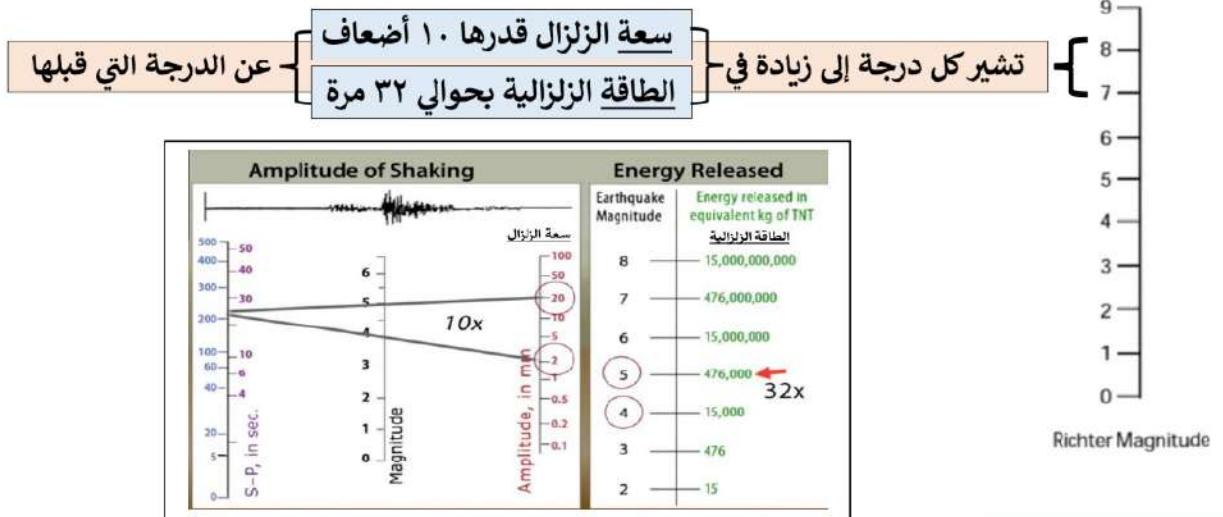 تشير كل درجة إلى زيادة في
سعة الزلزال قدرها ١٠ أضعاف
الطاقة الزلزالية بحوالي ٣٢ مرة
عن الدرجة التي قبلها
9
8
7
6
5
4
3
2
1
0
Richter Magnitude
Amplitude of Shaking
سعة الزلزال
500
400
300
200
100
60
40
20
5
0
50
40
30
10
6
4
S-P, in sec.
6
5
4
3
2
1
0
Magnitude
10x
100
50
20
10
5
2
1
0.5
0.2
0.1
Amplitude, in mm
Energy Released
Earthquake Magnitude
Energy released in
equivalent kg of TNT
الطاقة الزلزالية
8 15,000,000,000
7 476,000,000
6 15,000,000
5 476,000
32x
4 15,000
3 476
2 15